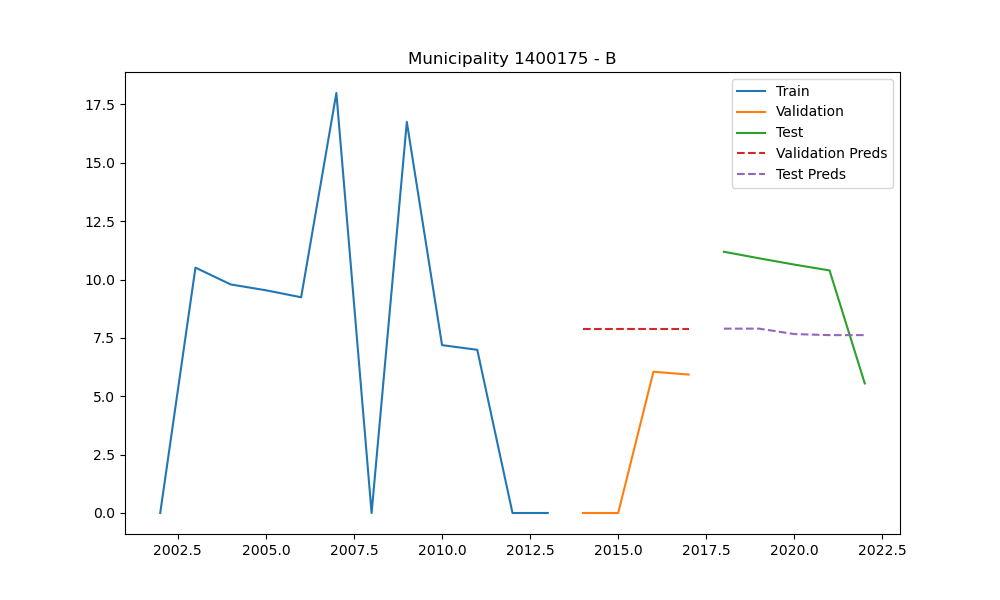 Municipality 1400175 - B
Train
Validation
Test
Validation Preds
Test Preds
17.5
15.0
12.5
10.0
7.5
5.0
2.5
0.0
2002.5 2005.0 2007.5 2010.0 2012.5 2015.0 2017.5 2020.0 2022.5